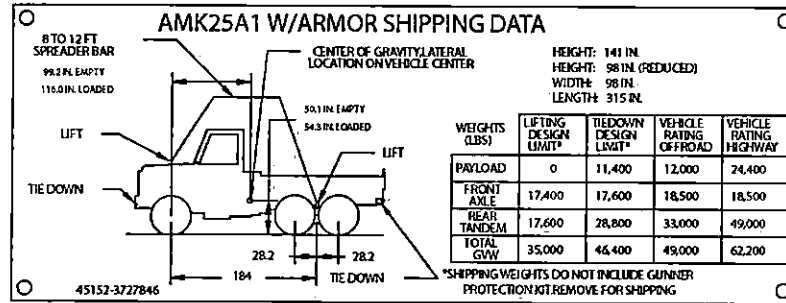 AMK25A1 W/ARMOR SHIPPING DATA
8 TO 12 FT
SPREADER BAR
99.2 IN. EMPTY
116.0 IN. LOADED
CENTER OF GRAVITY,LATERAL
LOCATION ON VEHICLE CENTER
HEIGHT: 141 IN.
HEIGHT: 98 IN. (REDUCED)
WIDTH: 98 IN.
LENGTH: 315 IN.
50.1 IN. EMPTY
54.3 IN. LOADED
LIFT
LIFT
TIE DOWN
WEIGHTS (LBS) LIFTING DESIGN LIMIT* TIEDOWN DESIGN LIMIT* VEHICLE RATING OFFROAD VEHICLE RATING HIGHWAY
PAYLOAD 0 11,400 12,000 24,400
FRONT AXLE 17,400 17,600 18,500 18,500
REAR TANDEM 17,600 28,800 33,000 49,000
TOTAL GVW 35,000 46,400 49,000 62,200
28.2 28.2
184
TIE DOWN
*SHIPPING WEIGHTS DO NOT INCLUDE GUNNER
PROTECTION KIT.REMOVE FOR SHIPPING
45152-3727846